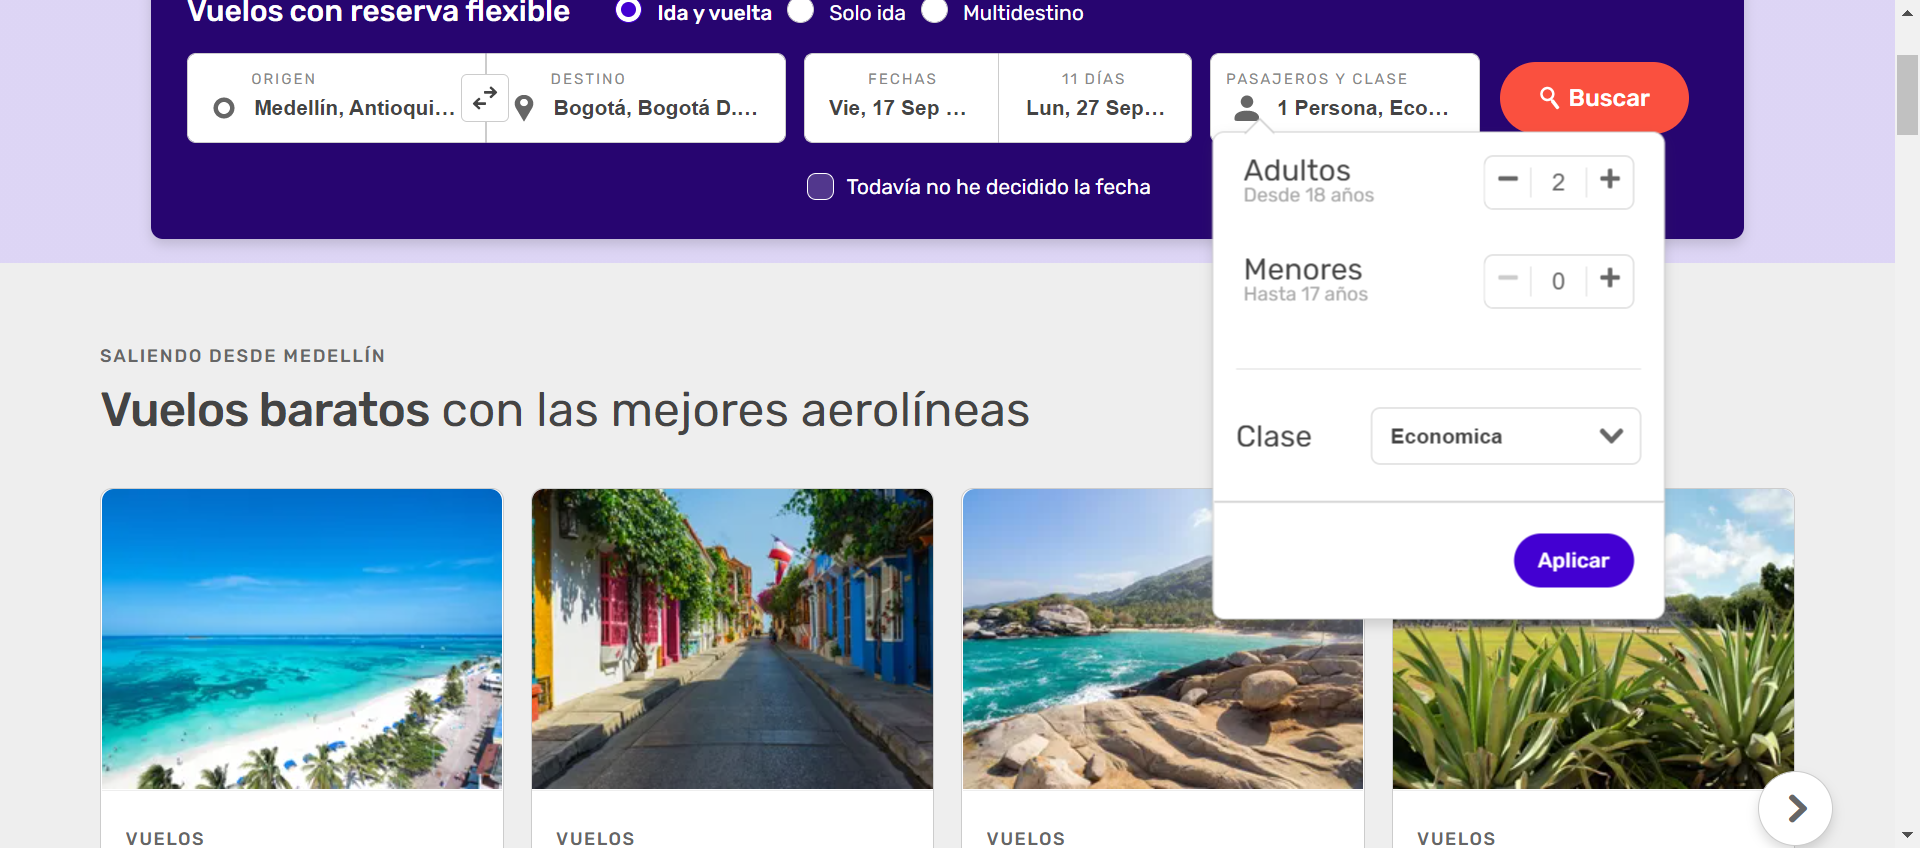 Vuelos con reserva flexible Ida y vuelta Solo ida Multidestino
ORIGEN
Medellín, Antioqui...
DESTINO
Bogotá, Bogotá D....
FECHAS
Vie, 17 Sep ...
11 DÍAS
Lun, 27 Sep...
PASAJEROS Y CLASE
1 Persona, Eco...
Buscar
Todavía no he decidido la fecha
Adultos
Desde 18 años
2
Menores
Hasta 17 años
0
Clase
Economica
Aplicar
SALIENDO DESDE MEDELLÍN
Vuelos baratos con las mejores aerolíneas
VUELOS
VUELOS
VUELOS
VUELOS